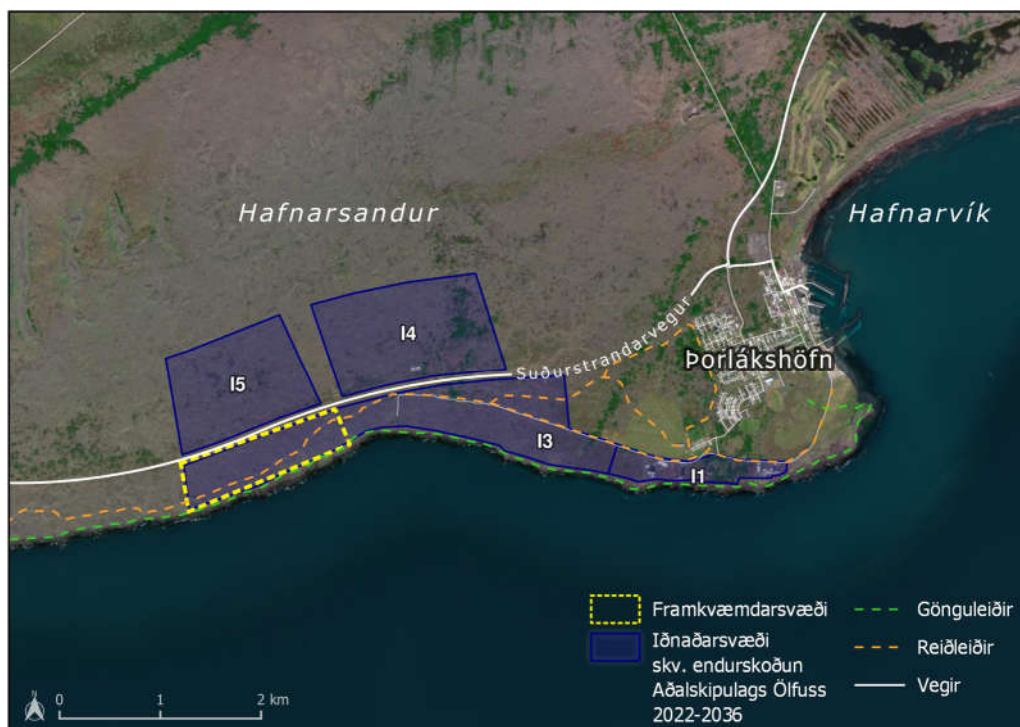 Hafnarsandur
Hafnarvík
I4
I5
Suðurstrandarvegur
Þorlákshöfn
I3
I1
Framkvæmdarsvæði
Iðnaðarsvæði
skv. endurskoðun
Aðalskipulags Ölfuss
2022-2036
Gönguleiðir
Reiðleiðir
Vegir
N
0 1 2 km